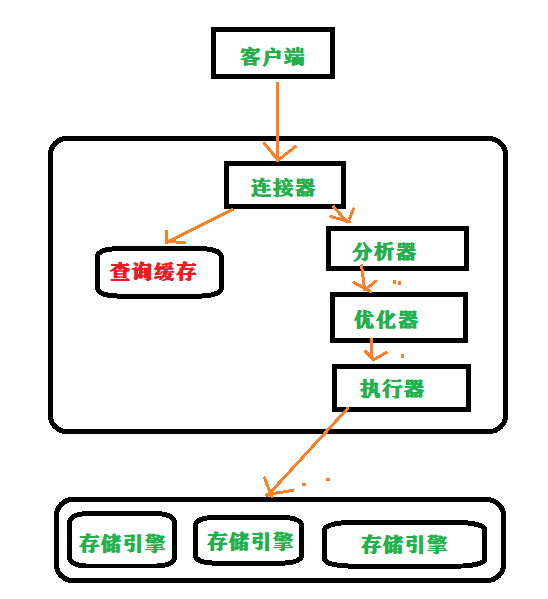 客户端
连接器
查询缓存
分析器
优化器
执行器
存储引擎
存储引擎
存储引擎